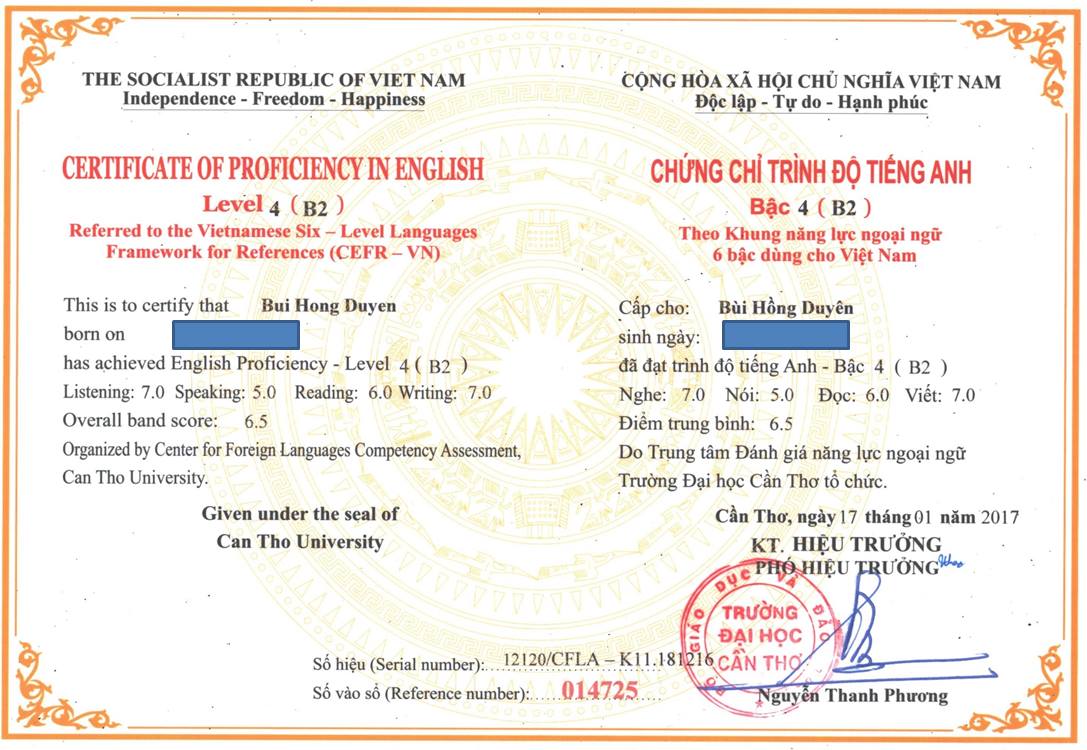 THE SOCIALIST REPUBLIC OF VIET NAM
Independence - Freedom - Happiness
CERTIFICATE OF PROFICIENCY IN ENGLISH
Level 4 ( B2 )
Referred to the Vietnamese Six – Level Languages
Framework for References (CEFR – VN)
This is to certify that Bui Hong Duyen
born on
has achieved English Proficiency - Level 4 ( B2 )
Listening: 7.0 Speaking: 5.0 Reading: 6.0 Writing: 7.0
Overall band score: 6.5
Organized by Center for Foreign Languages Competency Assessment,
Can Tho University.
Given under the seal of
Can Tho University
CỘNG HÒA XÃ HỘI CHỦ NGHĨA VIỆT NAM
Độc lập - Tự do - Hạnh phúc
CHỨNG CHỈ TRÌNH ĐỘ TIẾNG ANH
Bậc 4 ( B2 )
Theo Khung năng lực ngoại ngữ
6 bậc dùng cho Việt Nam
Cấp cho: Bùi Hồng Duyên
sinh ngày:
đã đạt trình độ tiếng Anh - Bậc 4 ( B2 )
Nghe: 7.0 Nói: 5.0 Đọc: 6.0 Viết: 7.0
Điểm trung bình: 6.5
Do Trung tâm Đánh giá năng lực ngoại ngữ
Trường Đại học Cần Thơ tổ chức.
Cần Thơ, ngày 17 tháng 01 năm 2017
KT. HIỆU TRƯỞNG
PHÓ HIỆU TRƯỞNG
BỘ GIÁO DỤC VÀ ĐÀO
TRƯỜNG
ĐẠI HỌC
CẦN THƠ
Nguyễn Thanh Phương
Số hiệu (Serial number): 12120/CFLA – K11.181216
Số vào sổ (Reference number): 014725